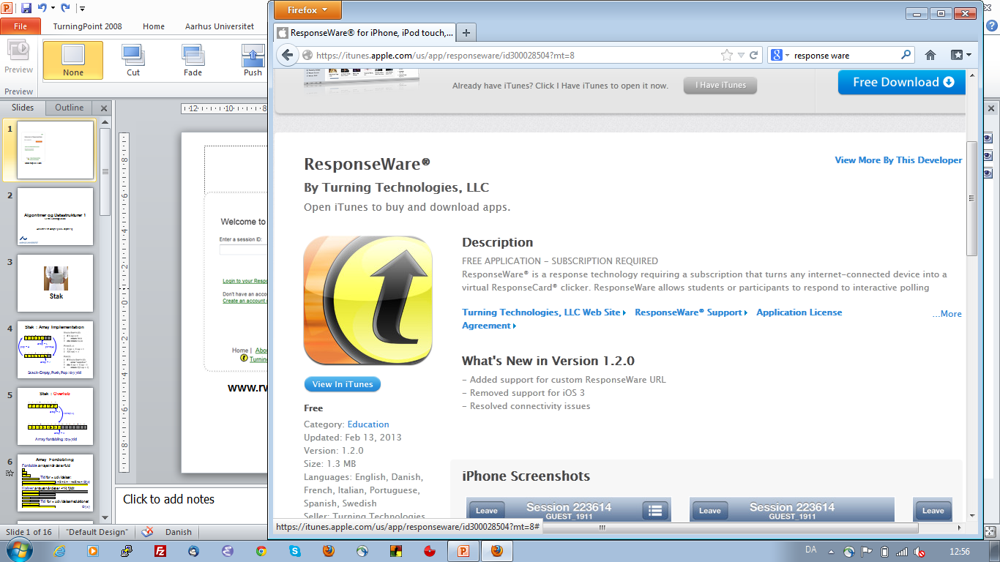 File
TurningPoint 2008
Home
Aarhus Universitet
Preview
None
Cut
Fade
Push
Preview
Slides
Outline
1
2
Algoritmer og Datastrukturer 1
3
Stak
4
Stak : Array Implementation
Stack-Empty, Push, Pop :
5
Stak : Overløb
Array fordobling :
6
Array Fordobling
12 10 8
Welcome to
Enter a session ID:
Login to your Respo
Don't have an accou
Create an account n
Home | Abou
Turning
www.rv
Click to add notes
Slide 1 of 16
"Default Design"
Danish
Firefox
ResponseWare® for iPhone, iPod touch,...
https://itunes.apple.com/us/app/responseware/id300028504?mt=8
response ware
Already have iTunes? Click I Have iTunes to open it now.
I Have iTunes
Free Download
ResponseWare®
View More By This Developer
By Turning Technologies, LLC
Open iTunes to buy and download apps.
Description
FREE APPLICATION – SUBSCRIPTION REQUIRED
ResponseWare® is a response technology requiring a subscription that turns any internet-connected device into a
virtual ResponseCard® clicker. ResponseWare allows students or participants to respond to interactive polling
Turning Technologies, LLC Web Site
ResponseWare® Support
Application License
Agreement
...More
What's New in Version 1.2.0
- Added support for custom ResponseWare URL
- Removed support for iOS 3
- Resolved connectivity issues
View In iTunes
Free
Category: Education
Updated: Feb 13, 2013
Version: 1.2.0
Size: 1.3 MB
Languages: English, Danish,
French, Italian, Portuguese,
Spanish, Swedish
Seller: Turning Technologies
iPhone Screenshots
Leave
Session 223614
GUEST_1911
Leave
Session 223614
GUEST_1911
Leave
https://itunes.apple.com/us/app/responseware/id300028504?mt=8#
DA
12:56